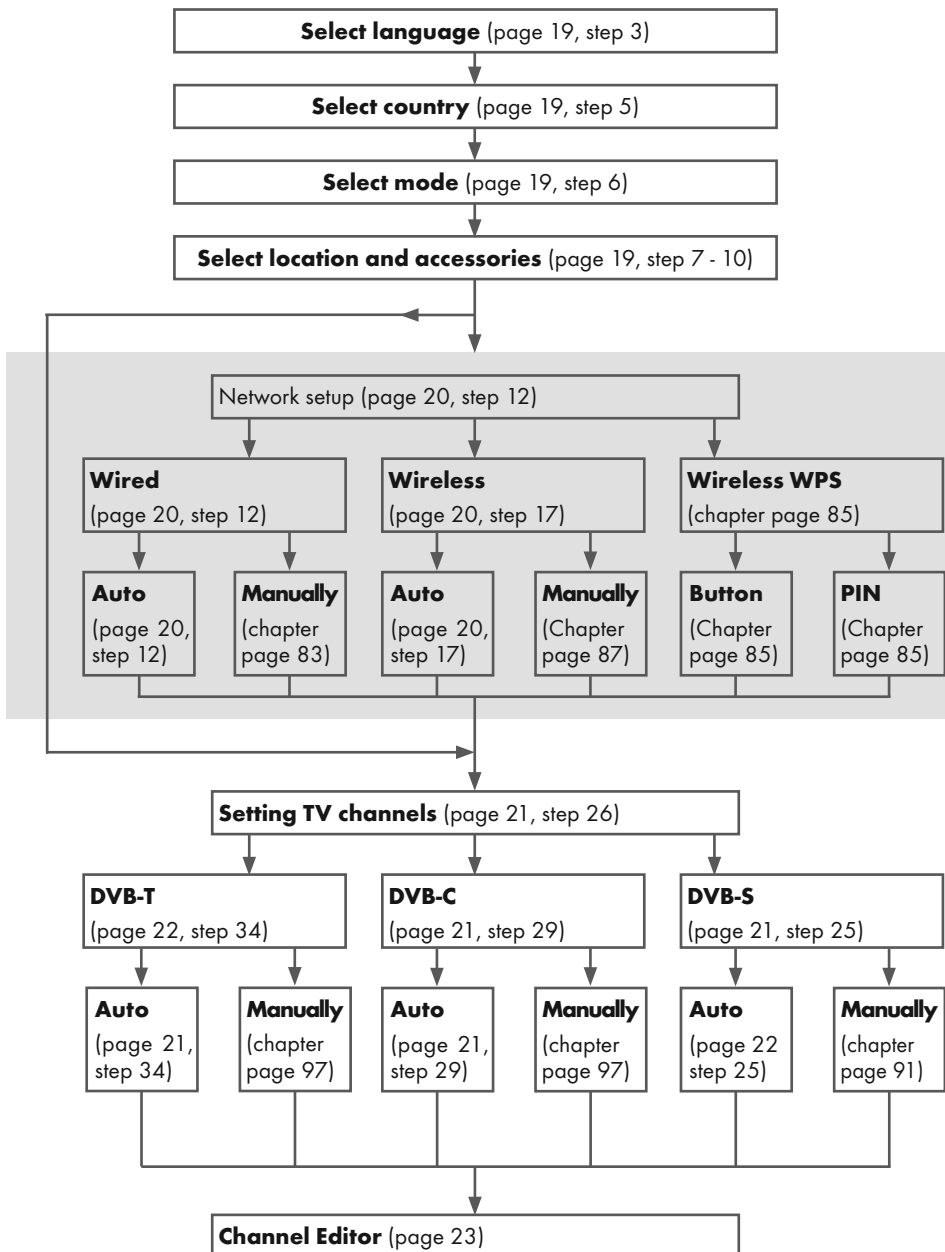 Select language (page 19, step 3)
Select country (page 19, step 5)
Select mode (page 19, step 6)
Select location and accessories (page 19, step 7 - 10)
Network setup (page 20, step 12)
Wired
(page 20, step 12)
Wireless
(page 20, step 17)
Wireless WPS
(chapter page 85)
Auto
(page 20,
step 12)
Manually
(chapter
page 83)
Auto
(page 20,
step 17)
Manually
(Chapter
page 87)
Button
(Chapter
page 85)
PIN
(Chapter
page 85)
Setting TV channels (page 21, step 26)
DVB-T
(page 22, step 34)
DVB-C
(page 21, step 29)
DVB-S
(page 21, step 25)
Auto
(page 21,
step 34)
Manually
(chapter
page 97)
Auto
(page 21,
step 29)
Manually
(chapter
page 97)
Auto
(page 22
step 25)
Manually
(chapter
page 91)
Channel Editor (page 23)